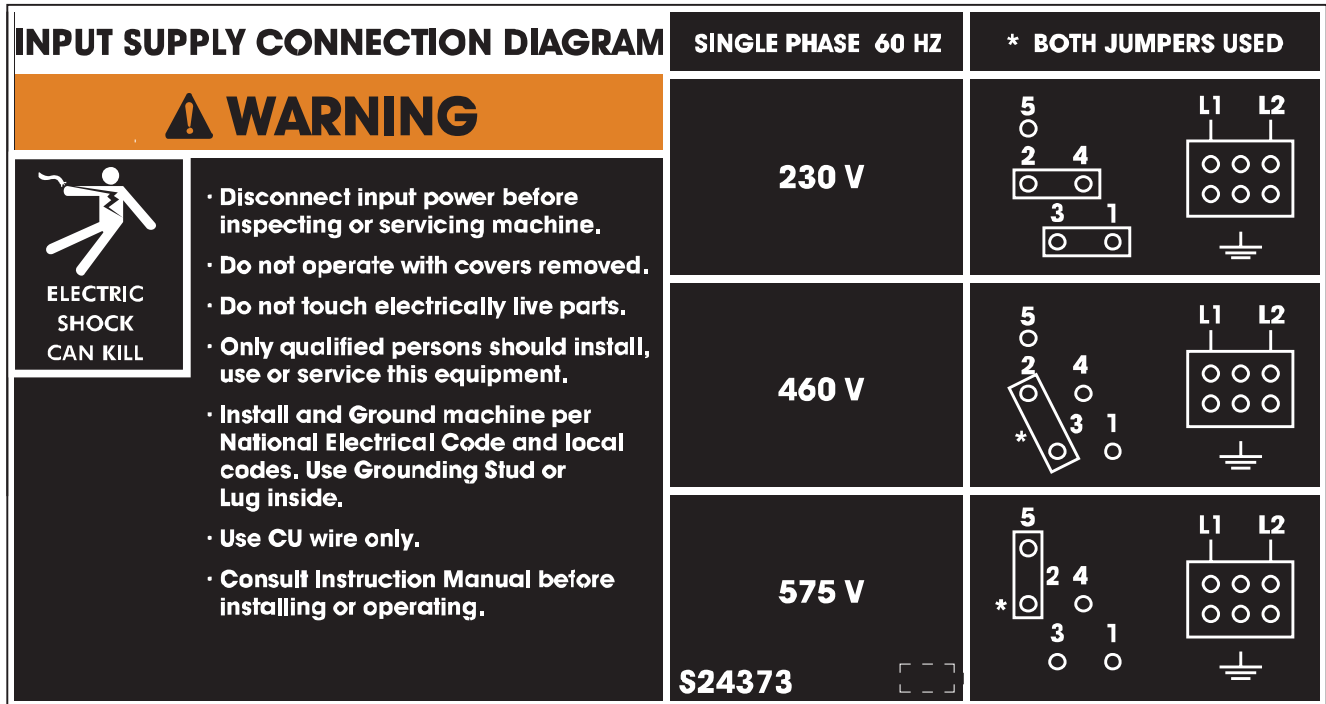 INPUT SUPPLY CONNECTION DIAGRAM
WARNING
ELECTRIC
SHOCK
CAN KILL
· Disconnect input power before
inspecting or servicing machine.
· Do not operate with covers removed.
· Do not touch electrically live parts.
· Only qualified persons should install,
use or service this equipment.
· Install and Ground machine per
National Electrical Code and local
codes. Use Grounding Stud or
Lug inside.
· Use CU wire only.
· Consult Instruction Manual before
installing or operating.
SINGLE PHASE 60 HZ
* BOTH JUMPERS USED
230 V
5
2 4
3 1
L1 L2
460 V
5
2 4
* 3 1
L1 L2
575 V
5
2 4
*
3 1
L1 L2
S24373